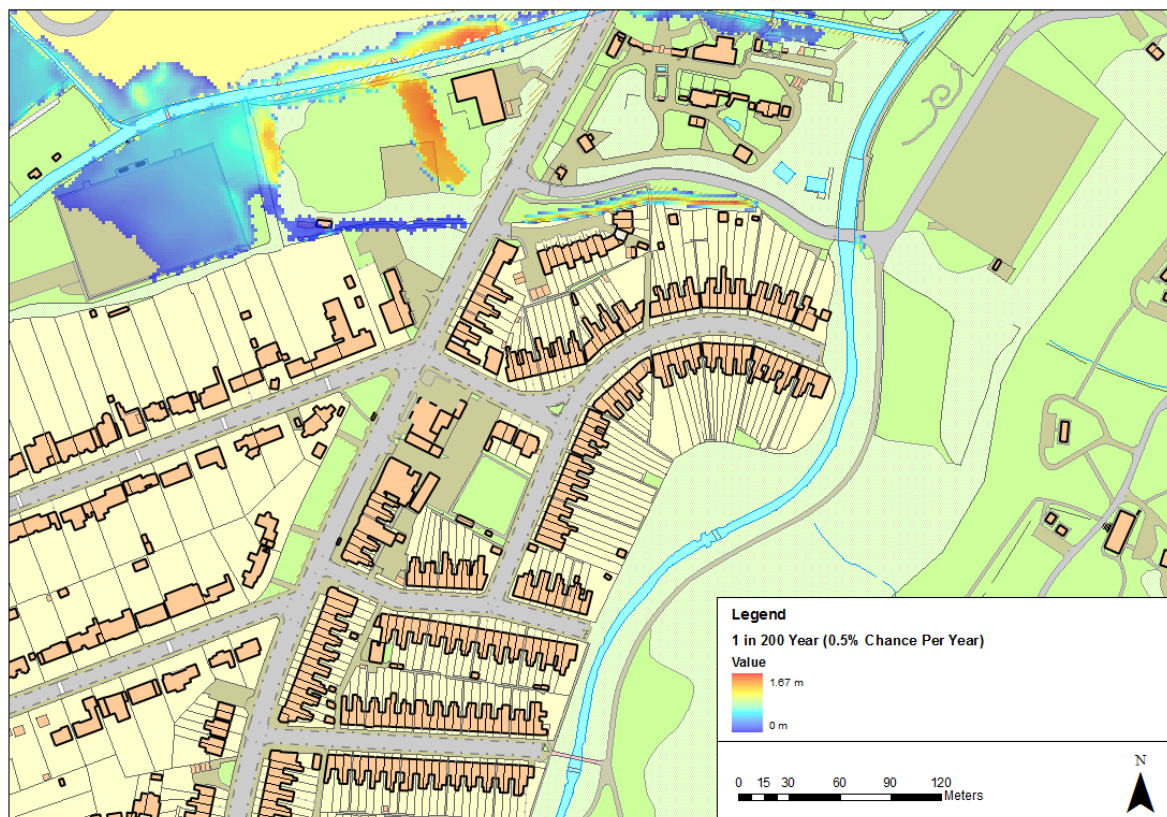 Legend
1 in 200 Year (0.5% Chance Per Year)
Value
1.67 m
0 m
N
0 15 30 60 90 120
Meters